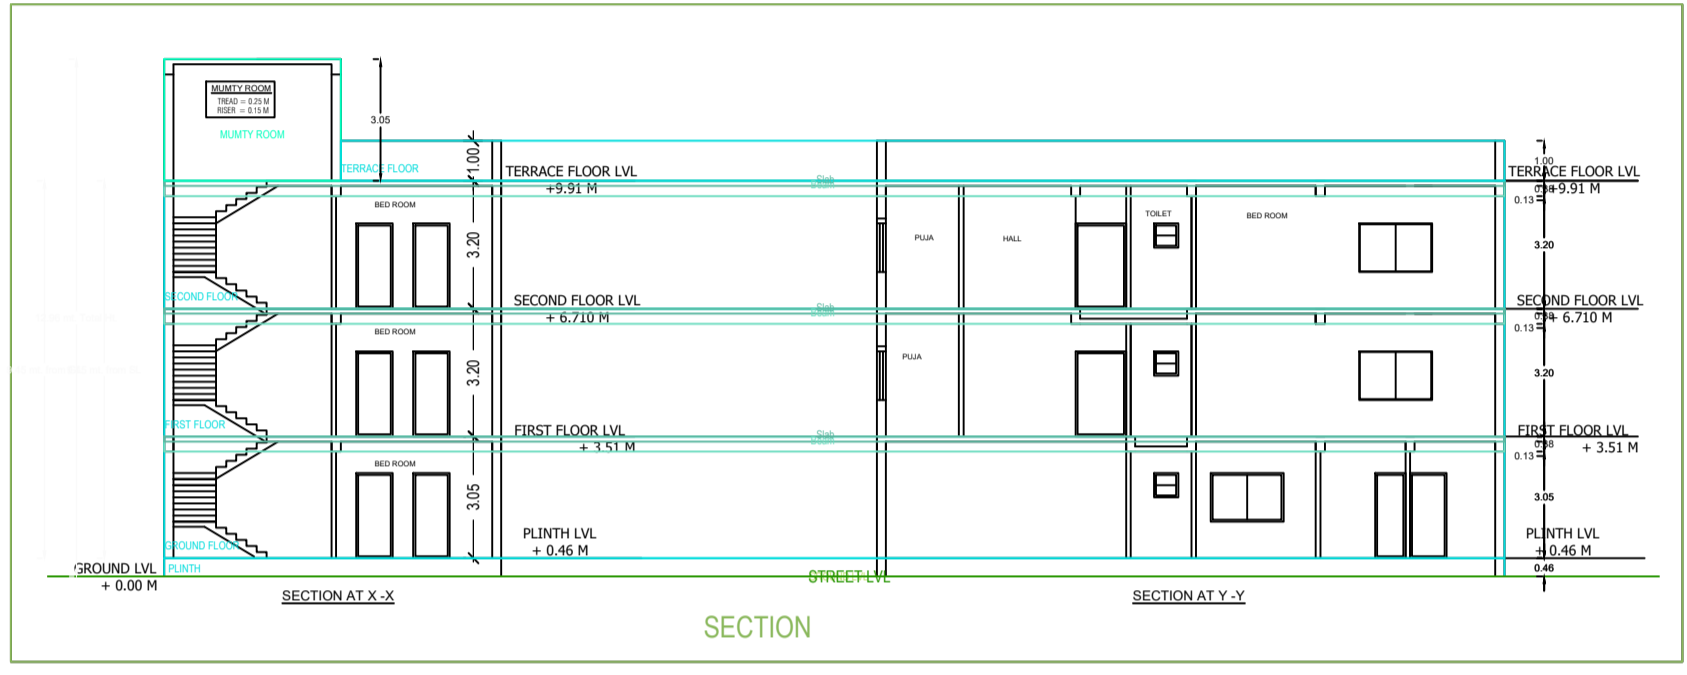 MUMTY ROOM
TREAD = 0.25 M
RISER = 0.15 M
MUMTY ROOM
3.05
TERRACE FLOOR
1.00
TERRACE FLOOR LVL
+9.91 M
Slab
1.00
TERRACE FLOOR LVL
+9.91 M
0.13
BED ROOM
3.20
PUJA
HALL
TOILET
BED ROOM
3.20
SECOND FLOOR
SECOND FLOOR LVL
+ 6.710 M
Slab
SECOND FLOOR LVL
+ 6.710 M
0.13
BED ROOM
3.20
PUJA
3.20
FIRST FLOOR
FIRST FLOOR LVL
+ 3.51 M
Slab
FIRST FLOOR LVL
+ 3.51 M
0.38
0.13
BED ROOM
3.05
3.05
GROUND FLOOR
PLINTH LVL
+ 0.46 M
PLINTH LVL
+ 0.46 M
GROUND LVL
+ 0.00 M
PLINTH
STREET LVL
0.46
SECTION AT X -X
SECTION AT Y -Y
SECTION